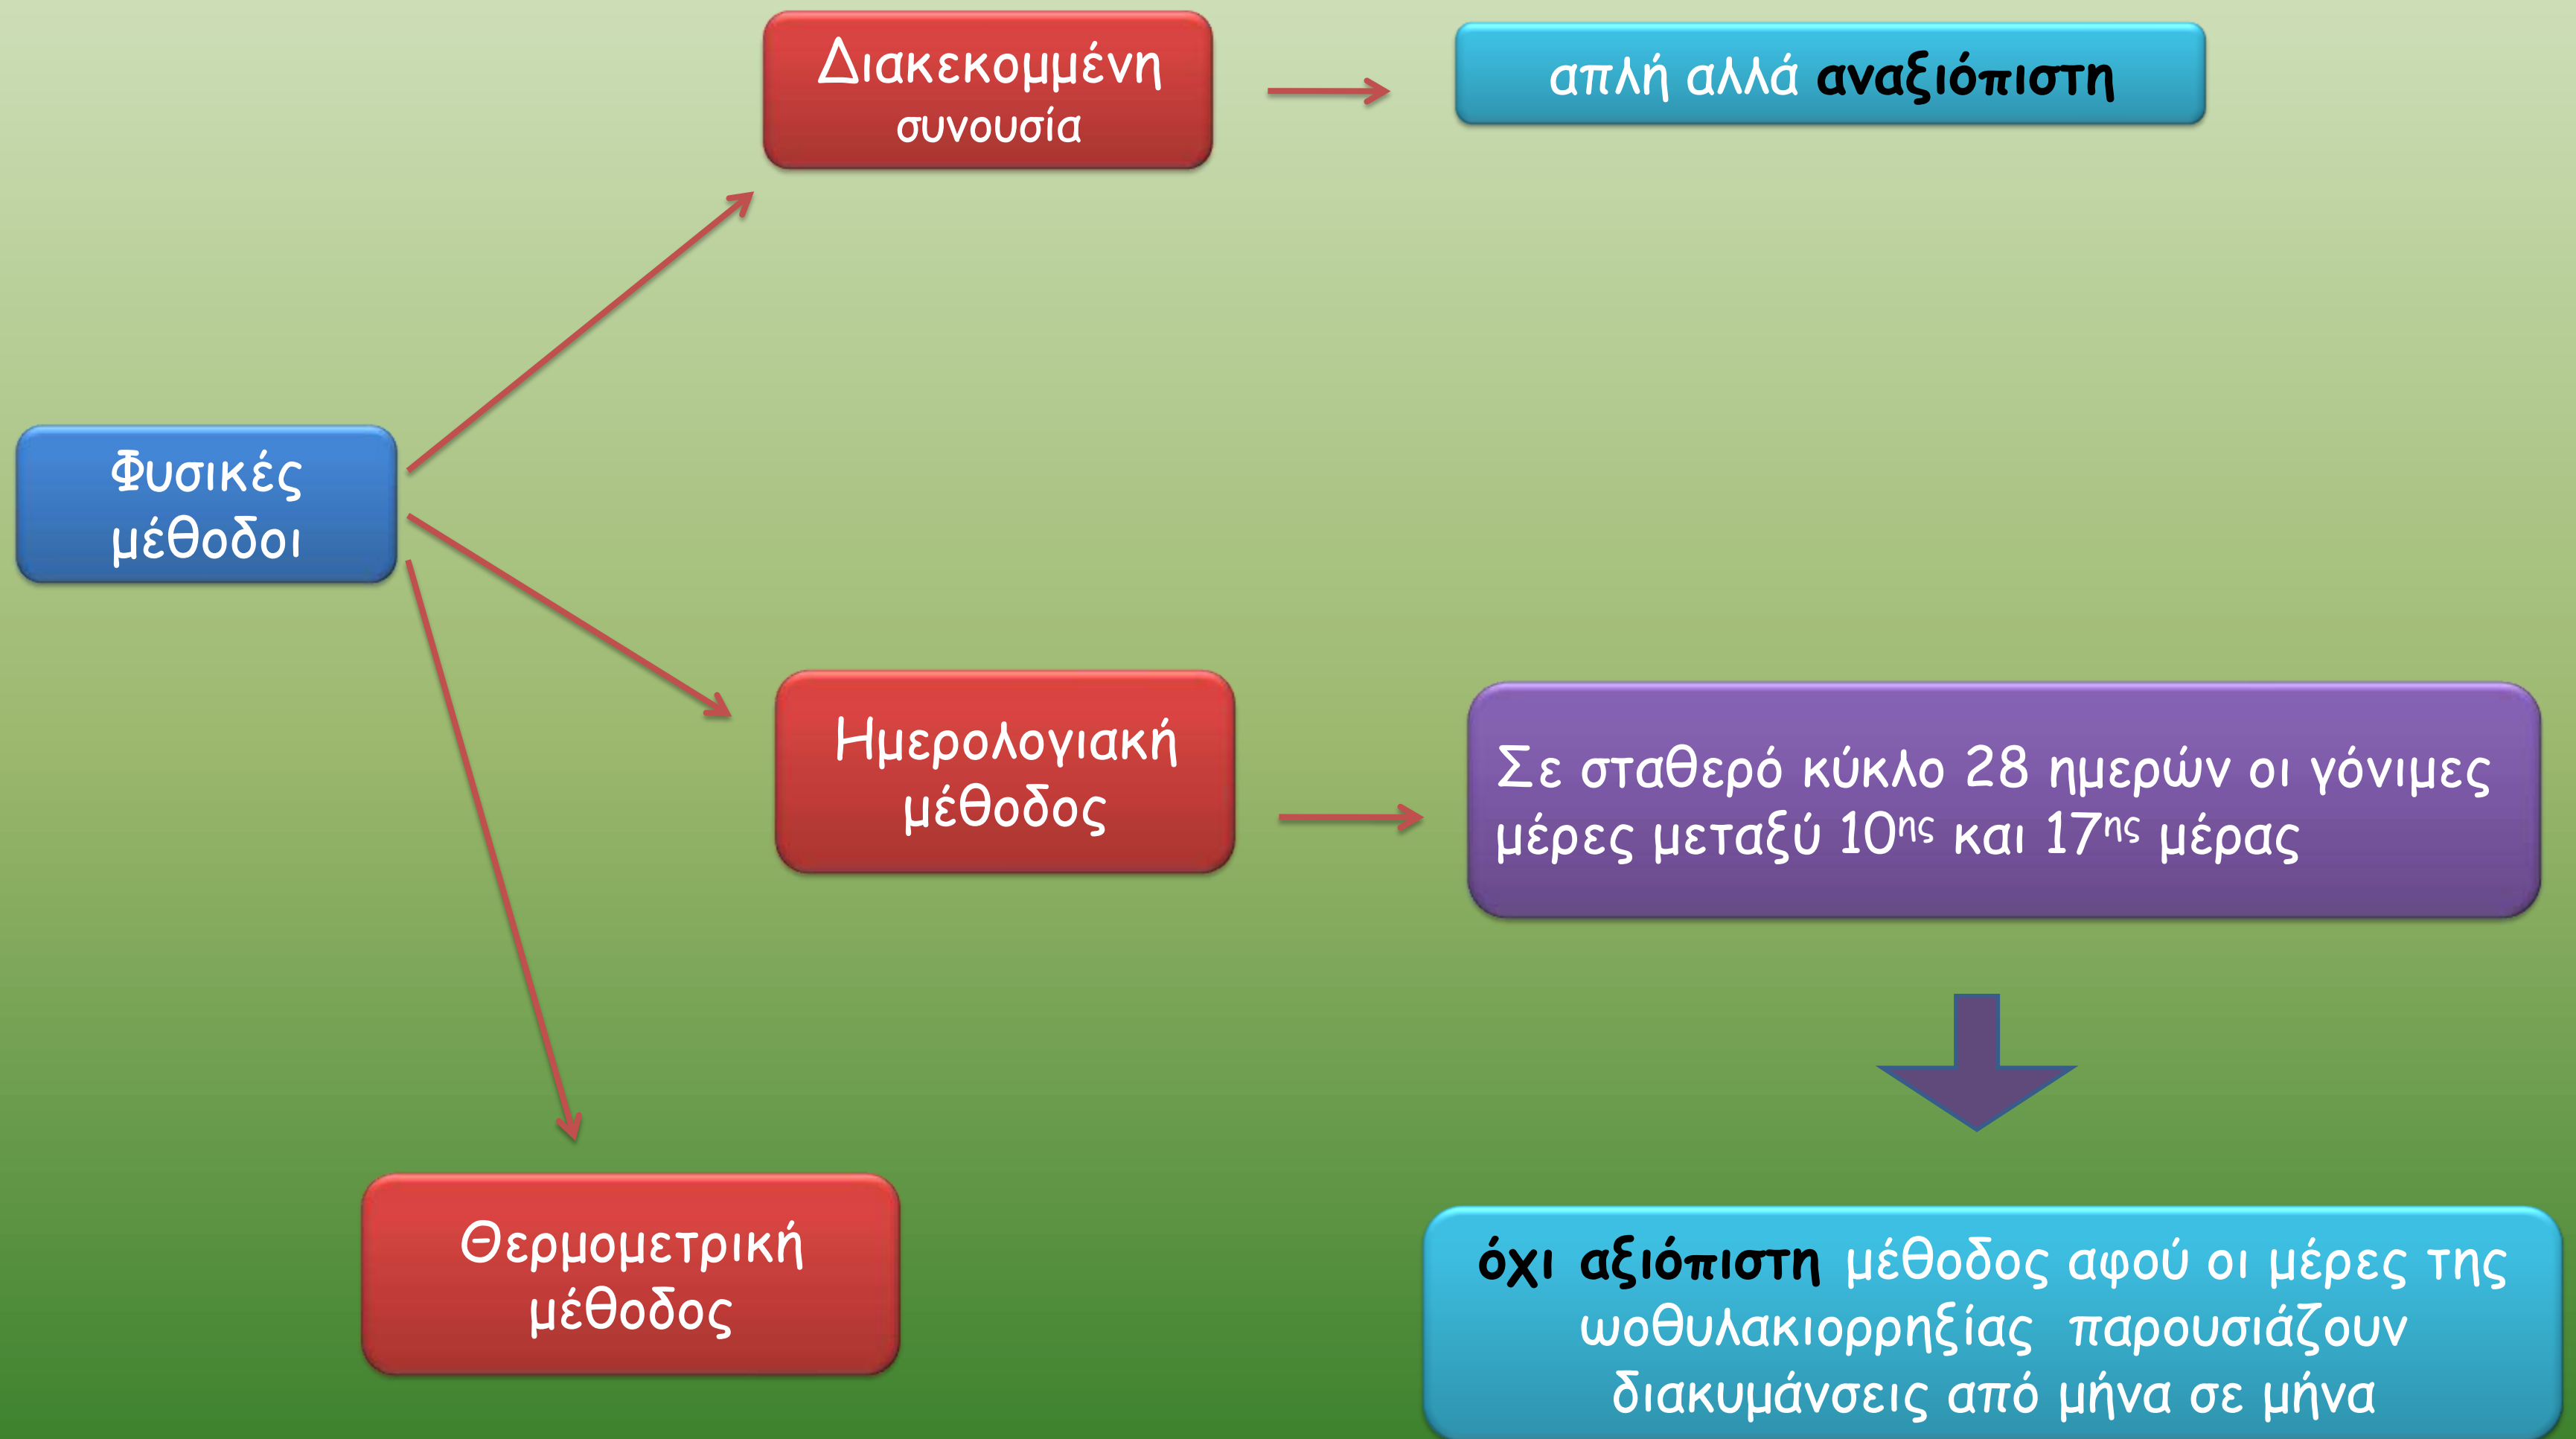 Διακεκομμένη
συνουσία
απλή αλλά αναξιόπιστη
Φυσικές
μέθοδοι
Ημερολογιακή
μέθοδος
Σε σταθερό κύκλο 28 ημερών οι γόνιμες
μέρες μεταξύ 10ης και 17ης μέρας
Θερμομετρική
μέθοδος
όχι αξιόπιστη μέθοδος αφού οι μέρες της
ωοθυλακιορρηξίας παρουσιάζουν
διακυμάνσεις από μήνα σε μήνα